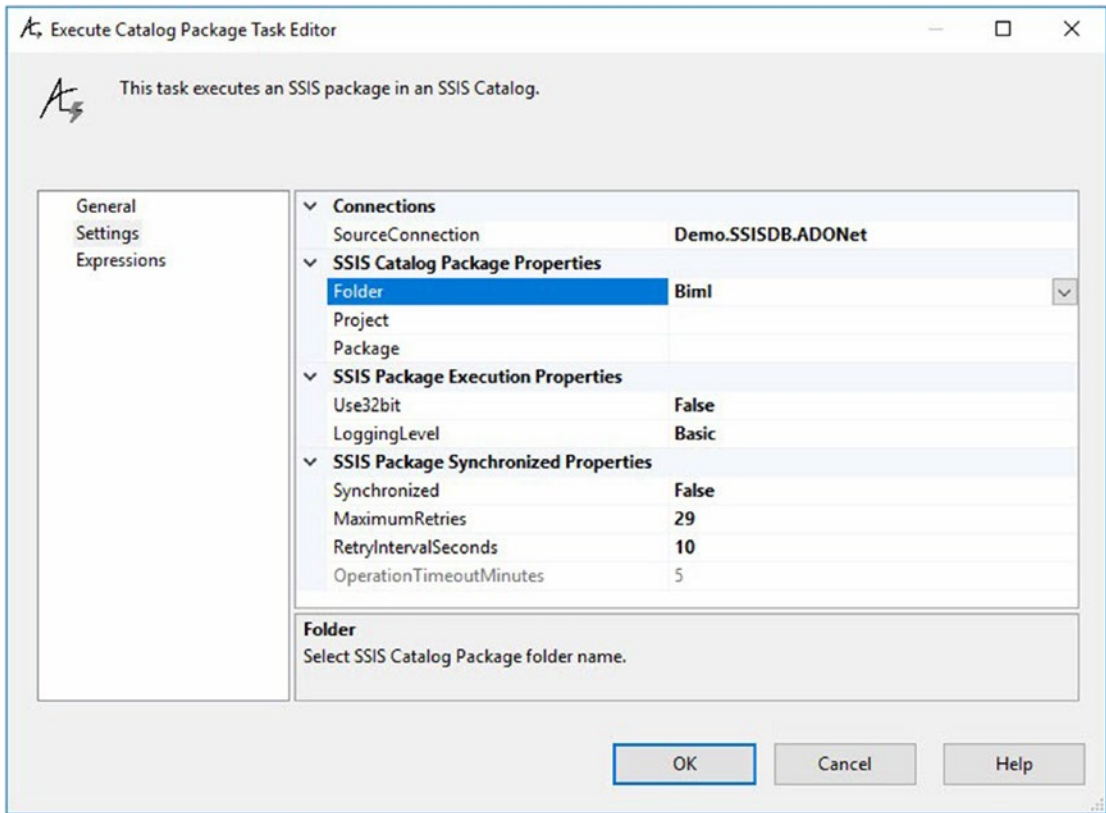 Execute Catalog Package Task Editor
This task executes an SSIS package in an SSIS Catalog.
General
Settings
Expressions
Connections
SourceConnection Demo.SSISDB.ADONet
SSIS Catalog Package Properties
Folder Biml
Project
Package
SSIS Package Execution Properties
Use32bit False
LoggingLevel Basic
SSIS Package Synchronized Properties
Synchronized False
MaximumRetries 29
RetryIntervalSeconds 10
OperationTimeoutMinutes 5
Folder
Select SSIS Catalog Package folder name.
OK Cancel Help